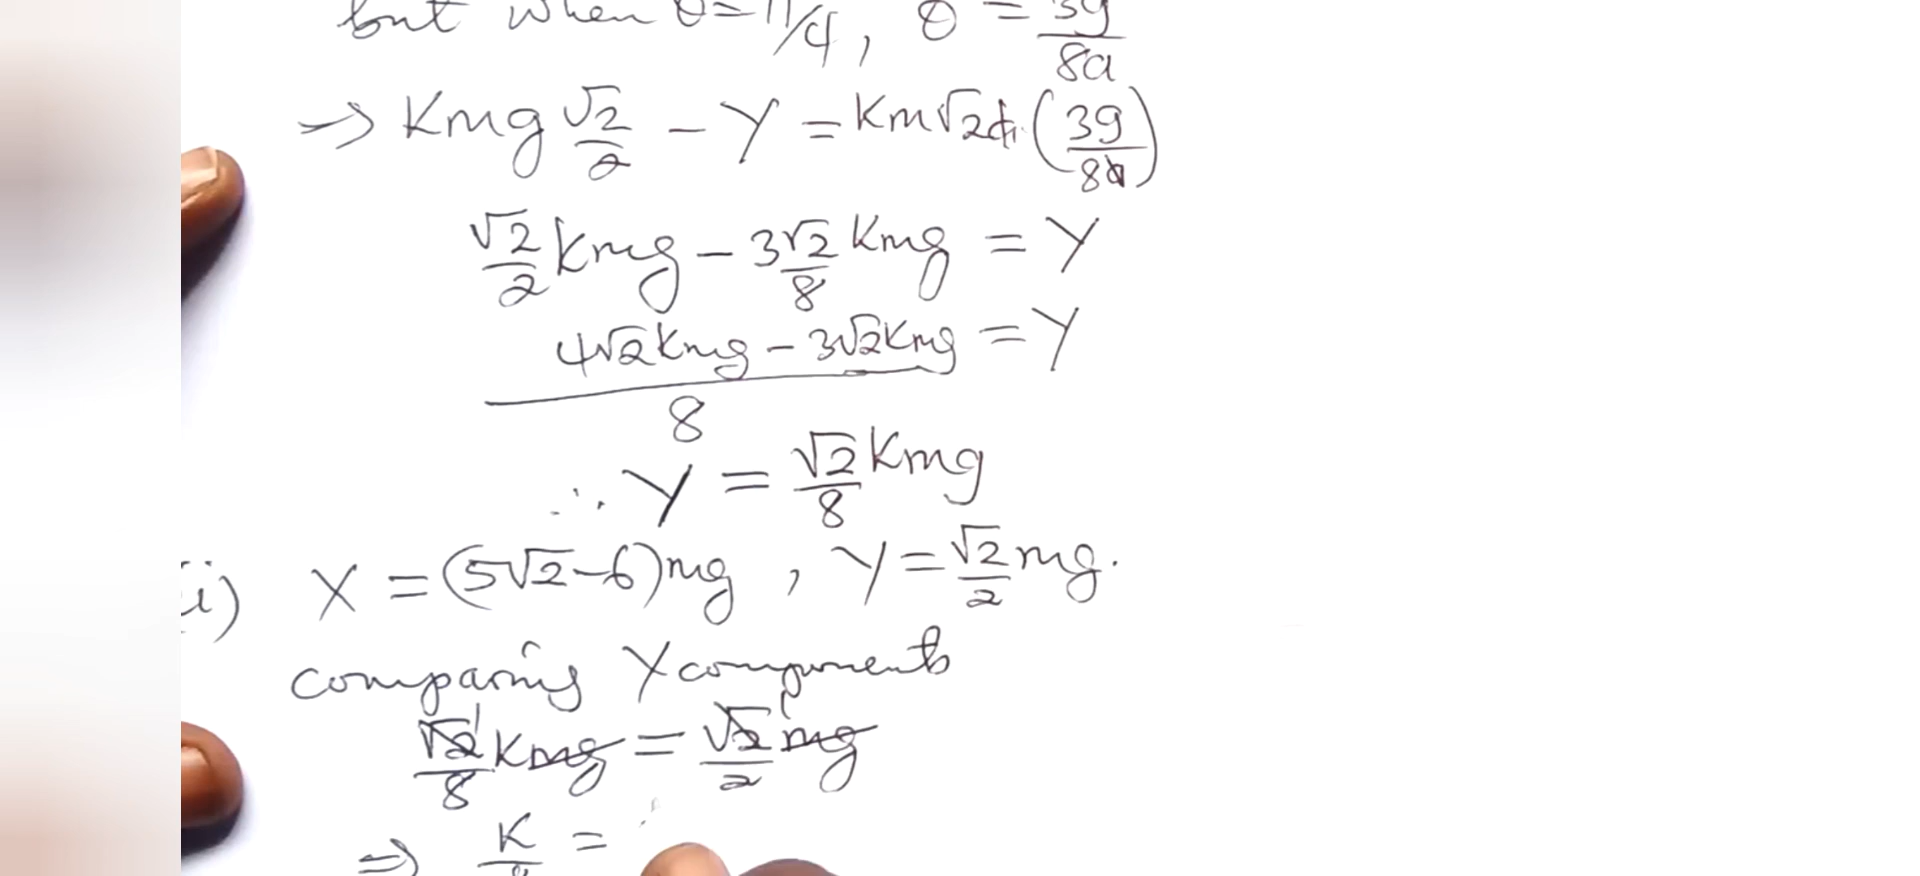 but when θ = π/4, θ = 3g/8a
⇒ Kmg √2/2 − Y = Km√2a (3g/8a)
√2/2 Kmg − 3√2/8 Kmg = Y
(4√2Kmg − 3√2Kmg)/8 = Y
∴ Y = √2/8 Kmg
ii) X = (5√2−6)mg , Y = √2/2 mg.
comparing Y components
√2/8 Kmg = √2/2 mg
⇒ K/8 =